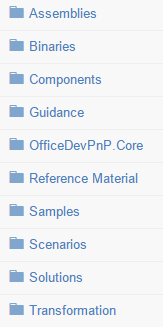 Assemblies
Binaries
Components
Guidance
OfficeDevPnP.Core
Reference Material
Samples
Scenarios
Solutions
Transformation